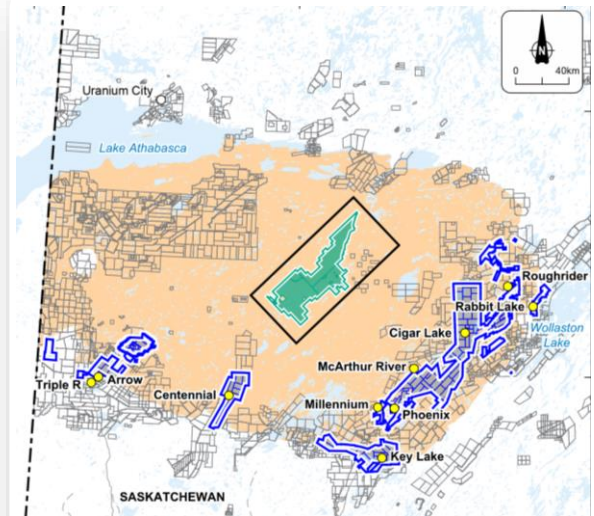 N
0 40km
Uranium City
Lake Athabasca
Roughrider
Rabbit Lake
Cigar Lake
Wollaston
Lake
McArthur River
Arrow
Triple R
Centennial
Millennium
Phoenix
Key Lake
SASKATCHEWAN